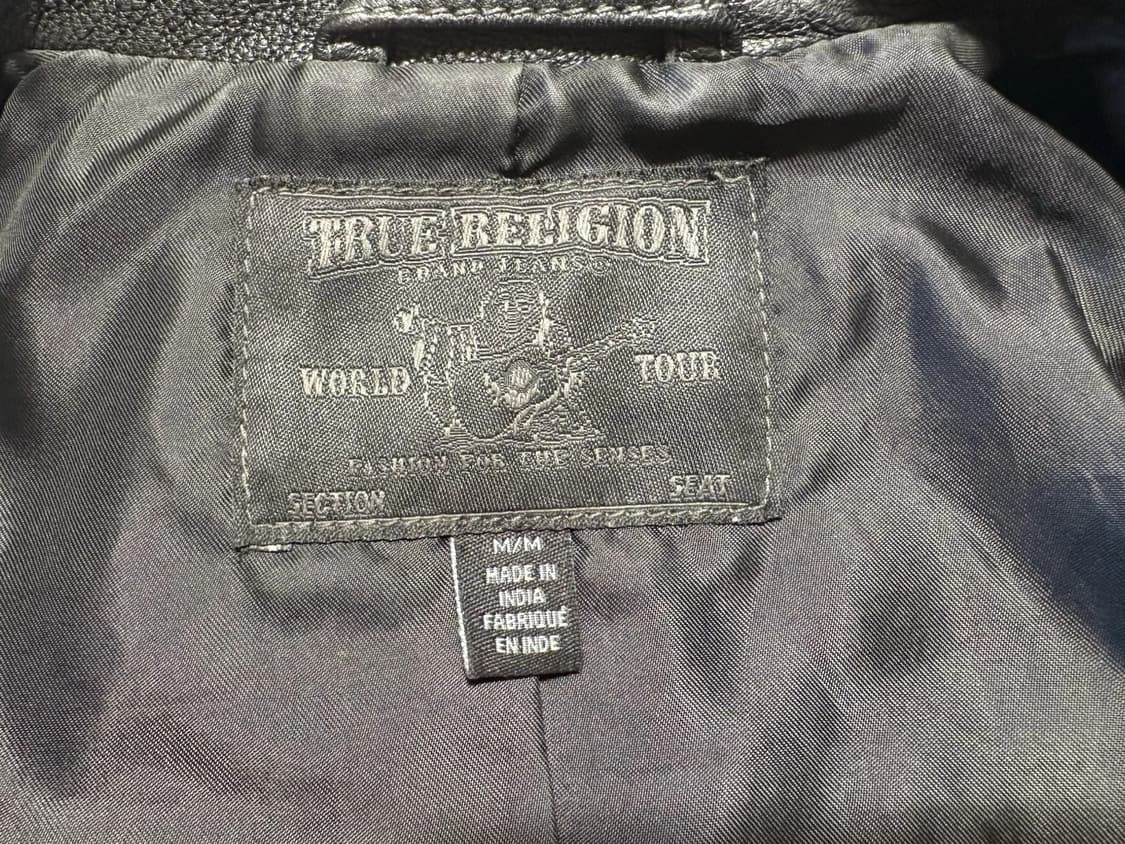 TRUE RELIGION
BRAND JEANS
WORLD TOUR
FASHION FOR THE SENSES
SECTION SEAT
M/M
MADE IN
INDIA
FABRIQUÉ
EN INDE